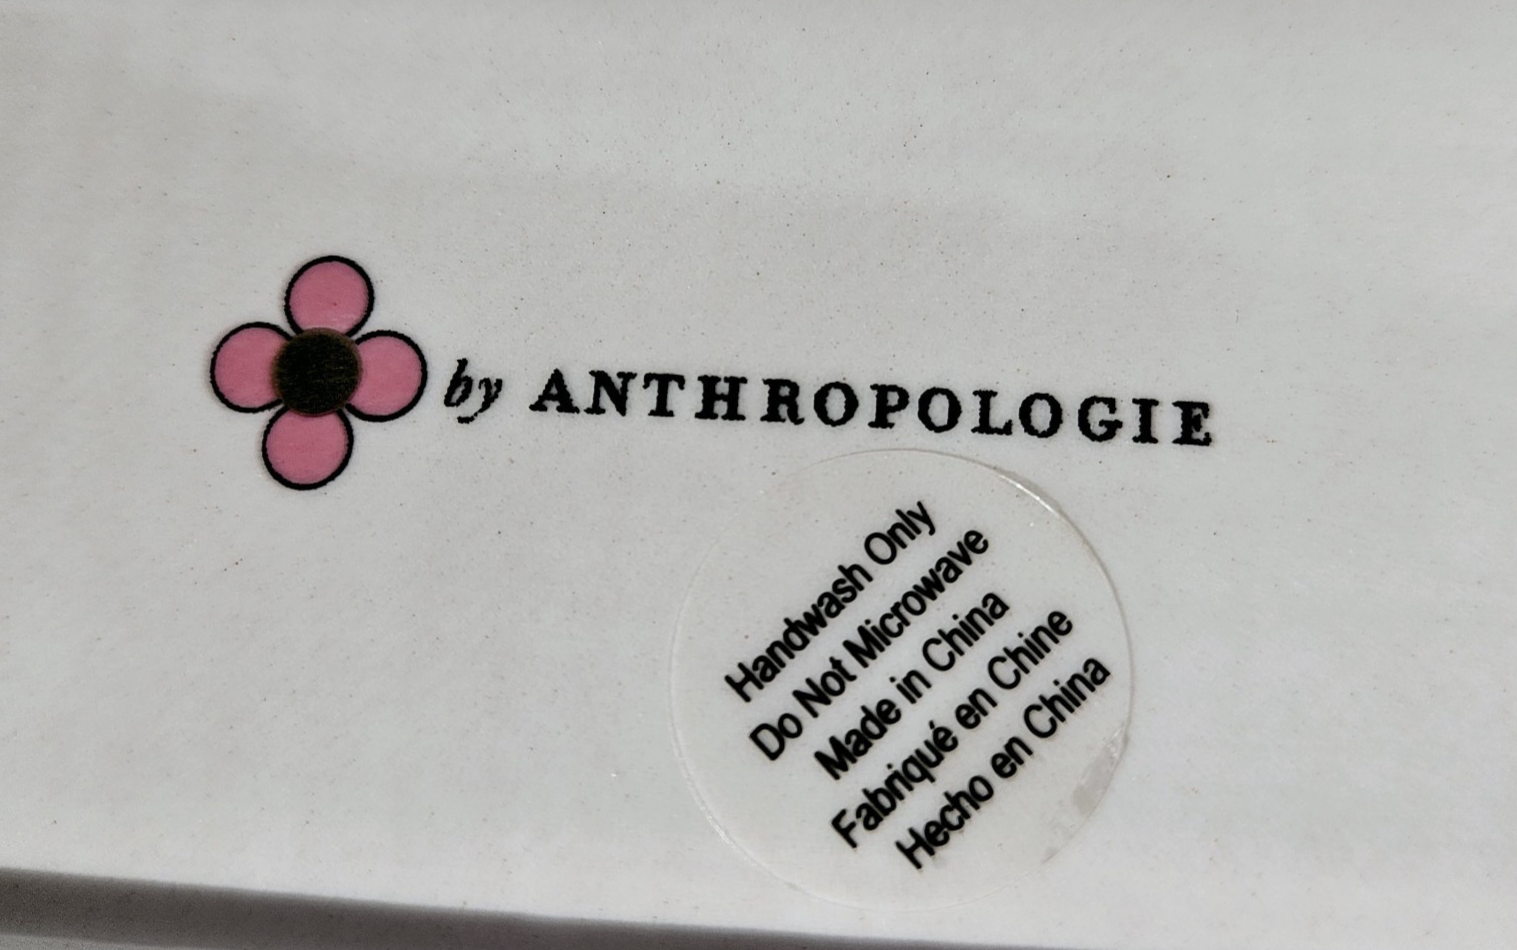 by ANTHROPOLOGIE
Handwash Only
Do Not Microwave
Made in China
Fabriqué en Chine
Hecho en China